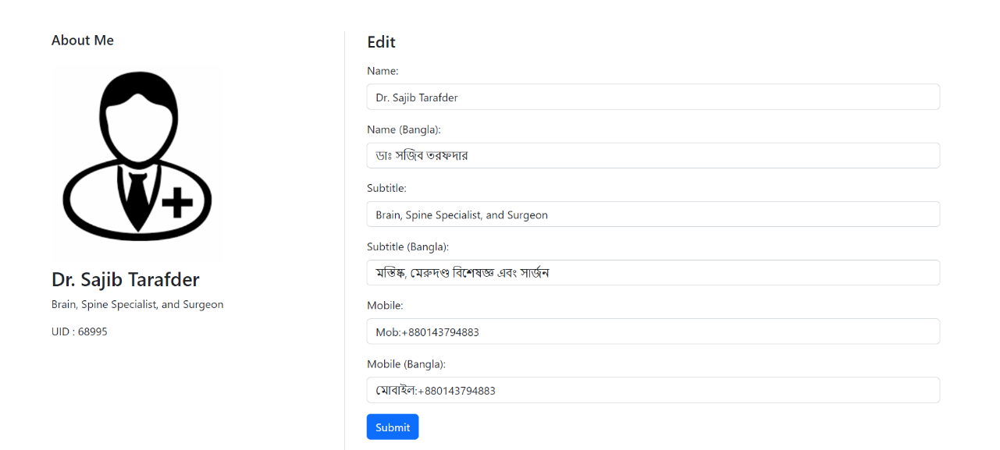 About Me
Dr. Sajib Tarafder
Brain, Spine Specialist, and Surgeon
UID : 68995
Edit
Name:
Dr. Sajib Tarafder
Name (Bangla):
ডাঃ সজিব তরফদার
Subtitle:
Brain, Spine Specialist, and Surgeon
Subtitle (Bangla):
মস্তিষ্ক, মেরুদণ্ড বিশেষজ্ঞ এবং সার্জন
Mobile:
Mob:+880143794883
Mobile (Bangla):
মোবাইল:+880143794883
Submit